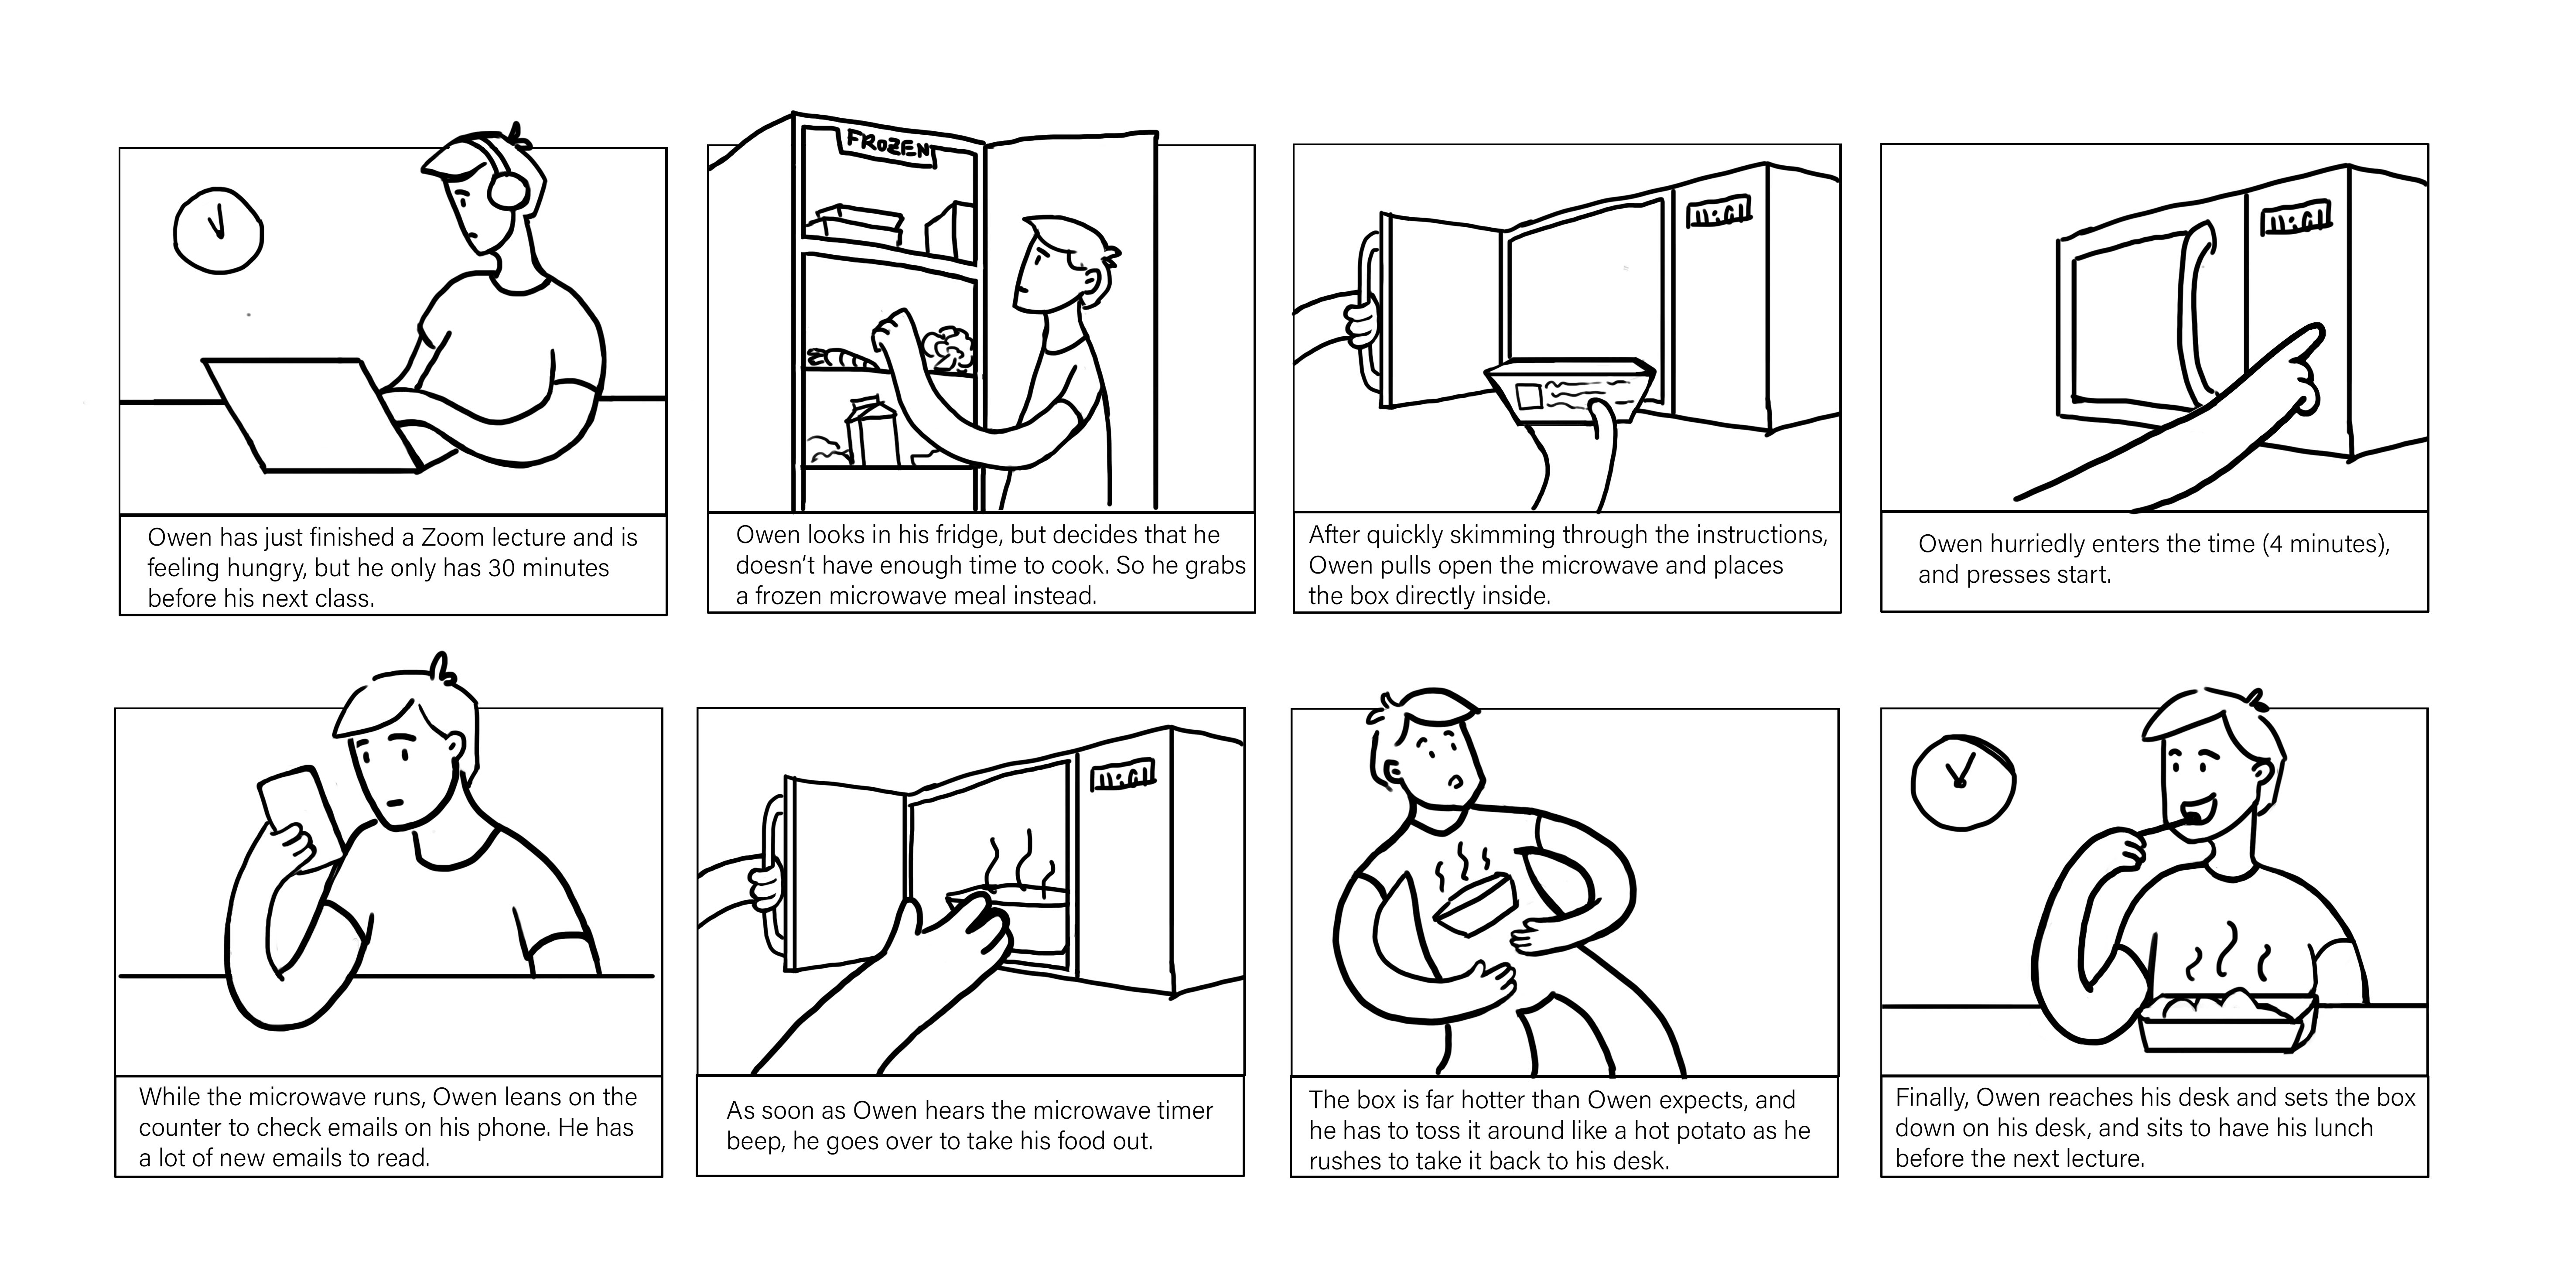 FROZEN
Owen has just finished a Zoom lecture and is
feeling hungry, but he only has 30 minutes
before his next class.
Owen looks in his fridge, but decides that he
doesn't have enough time to cook. So he grabs
a frozen microwave meal instead.
After quickly skimming through the instructions,
Owen pulls open the microwave and places
the box directly inside.
Owen hurriedly enters the time (4 minutes),
and presses start.
While the microwave runs, Owen leans on the
counter to check emails on his phone. He has
a lot of new emails to read.
As soon as Owen hears the microwave timer
beep, he goes over to take his food out.
The box is far hotter than Owen expects, and
he has to toss it around like a hot potato as he
rushes to take it back to his desk.
Finally, Owen reaches his desk and sets the box
down on his desk, and sits to have his lunch
before the next lecture.